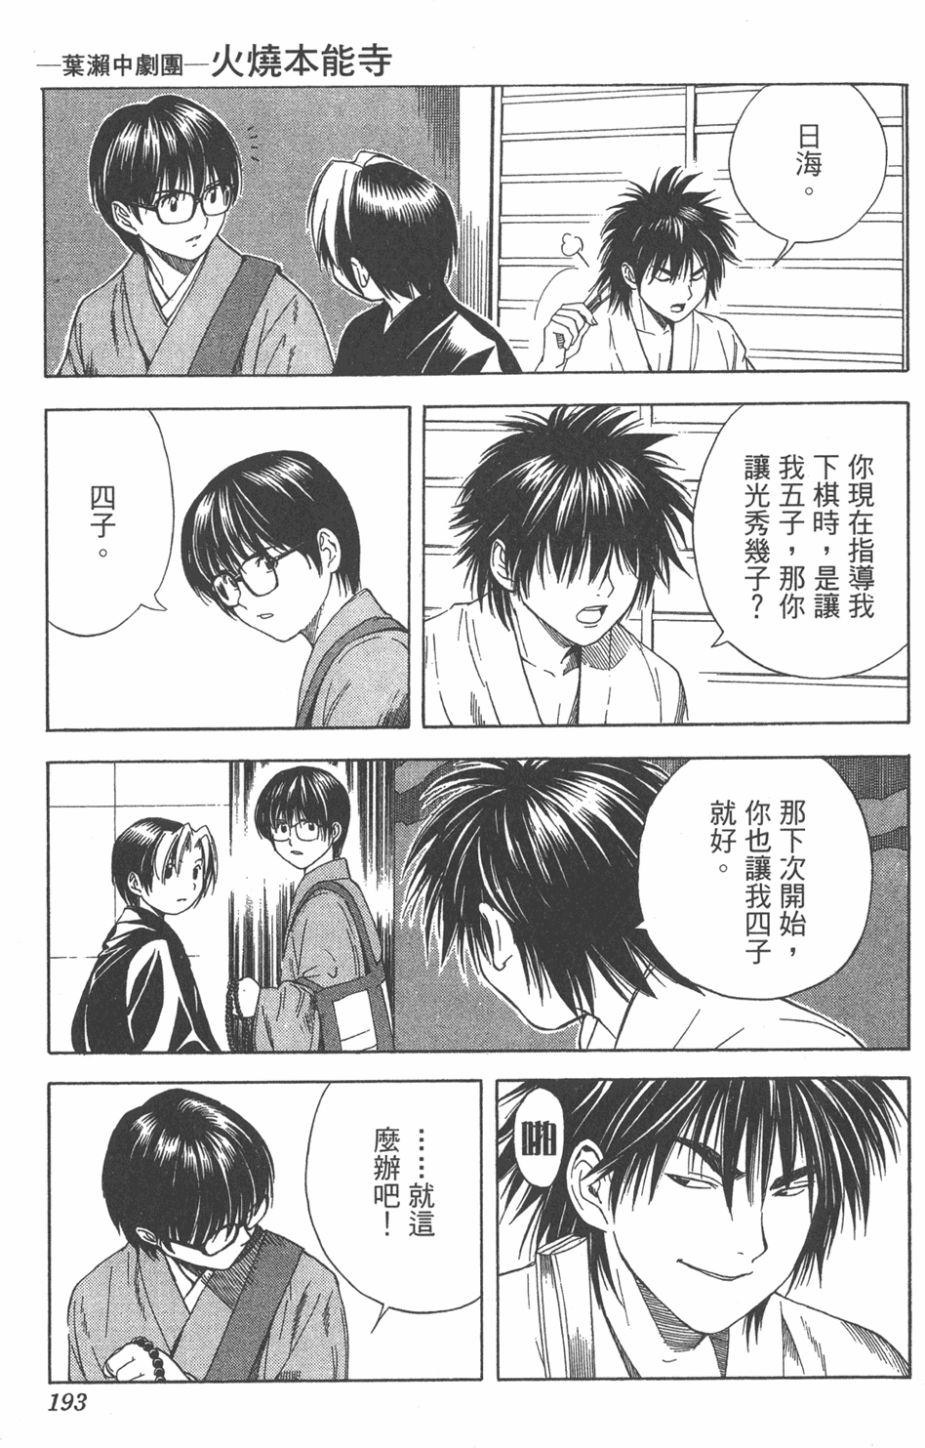 —葉瀨中劇團—火燒本能寺
日海。
你現在指導我
下棋時，是讓
我五子，那你
讓光秀幾子？
四子。
那下次開始，
你也讓我四子
就好。
啪
……就這
麼辦吧！
193